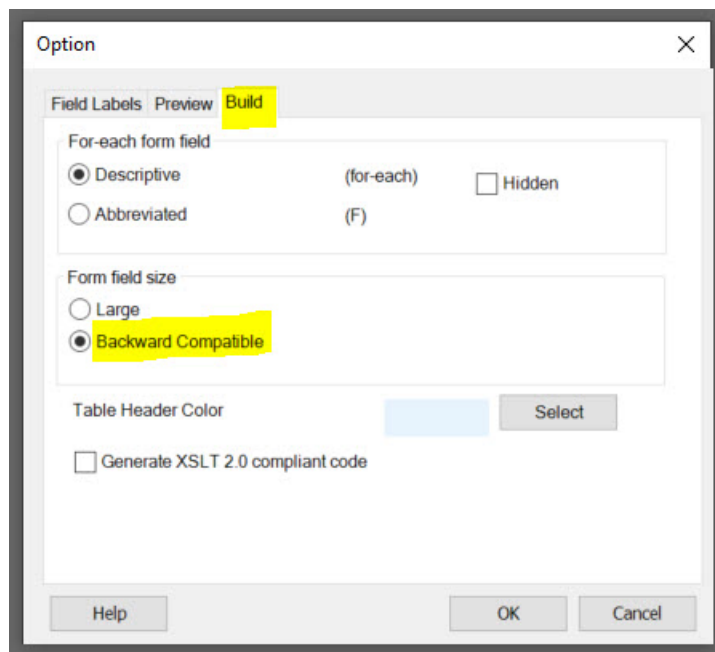 Option
Field Labels Preview Build
For-each form field
Descriptive (for-each) Hidden
Abbreviated (F)
Form field size
Large
Backward Compatible
Table Header Color Select
Generate XSLT 2.0 compliant code
Help OK Cancel